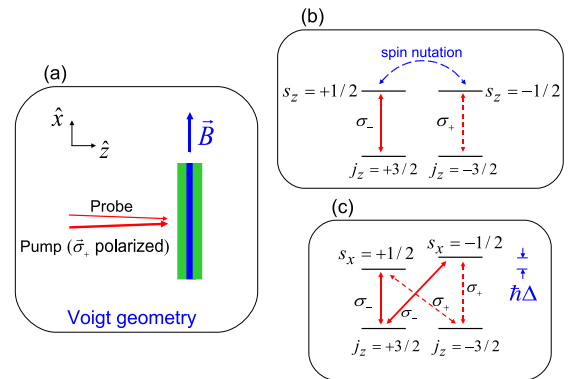 (a)
x̂
ẑ
B⃗
Probe
Pump (σ⃗₊ polarized)
Voigt geometry
(b)
spin nutation
s_z = +1/2
s_z = −1/2
σ₋
σ₊
j_z = +3/2
j_z = −3/2
(c)
s_x = +1/2
s_x = −1/2
ħΔ
σ₋
σ₋
σ₊
σ₊
j_z = +3/2
j_z = −3/2